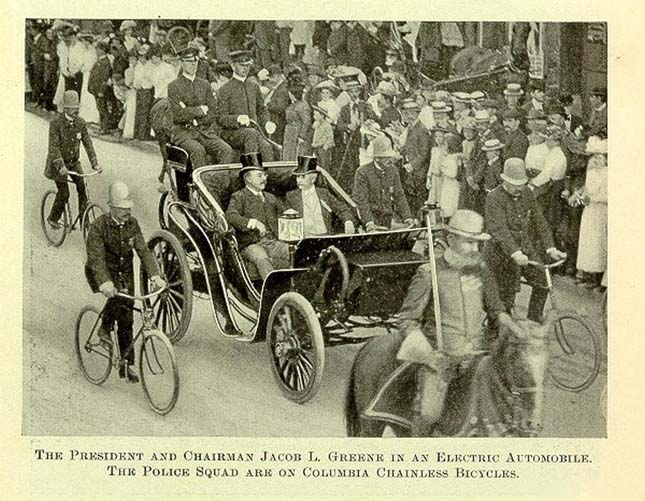 The President and Chairman Jacob L. Greene in an Electric Automobile.
The Police Squad are on Columbia Chainless Bicycles.